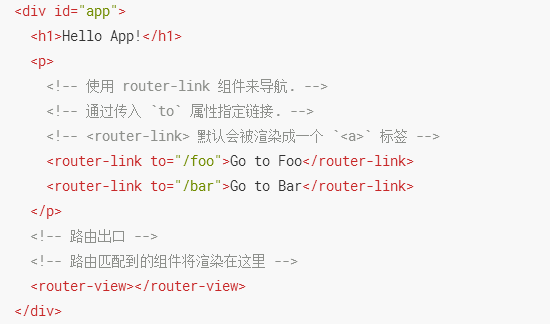 <div id="app">
<h1>Hello App!</h1>
<p>
<!-- 使用 router-link 组件来导航. -->
<!-- 通过传入 `to` 属性指定链接. -->
<!-- <router-link> 默认会被渲染成一个 `<a>` 标签 -->
<router-link to="/foo">Go to Foo</router-link>
<router-link to="/bar">Go to Bar</router-link>
</p>
<!-- 路由出口 -->
<!-- 路由匹配到的组件将渲染在这里 -->
<router-view></router-view>
</div>